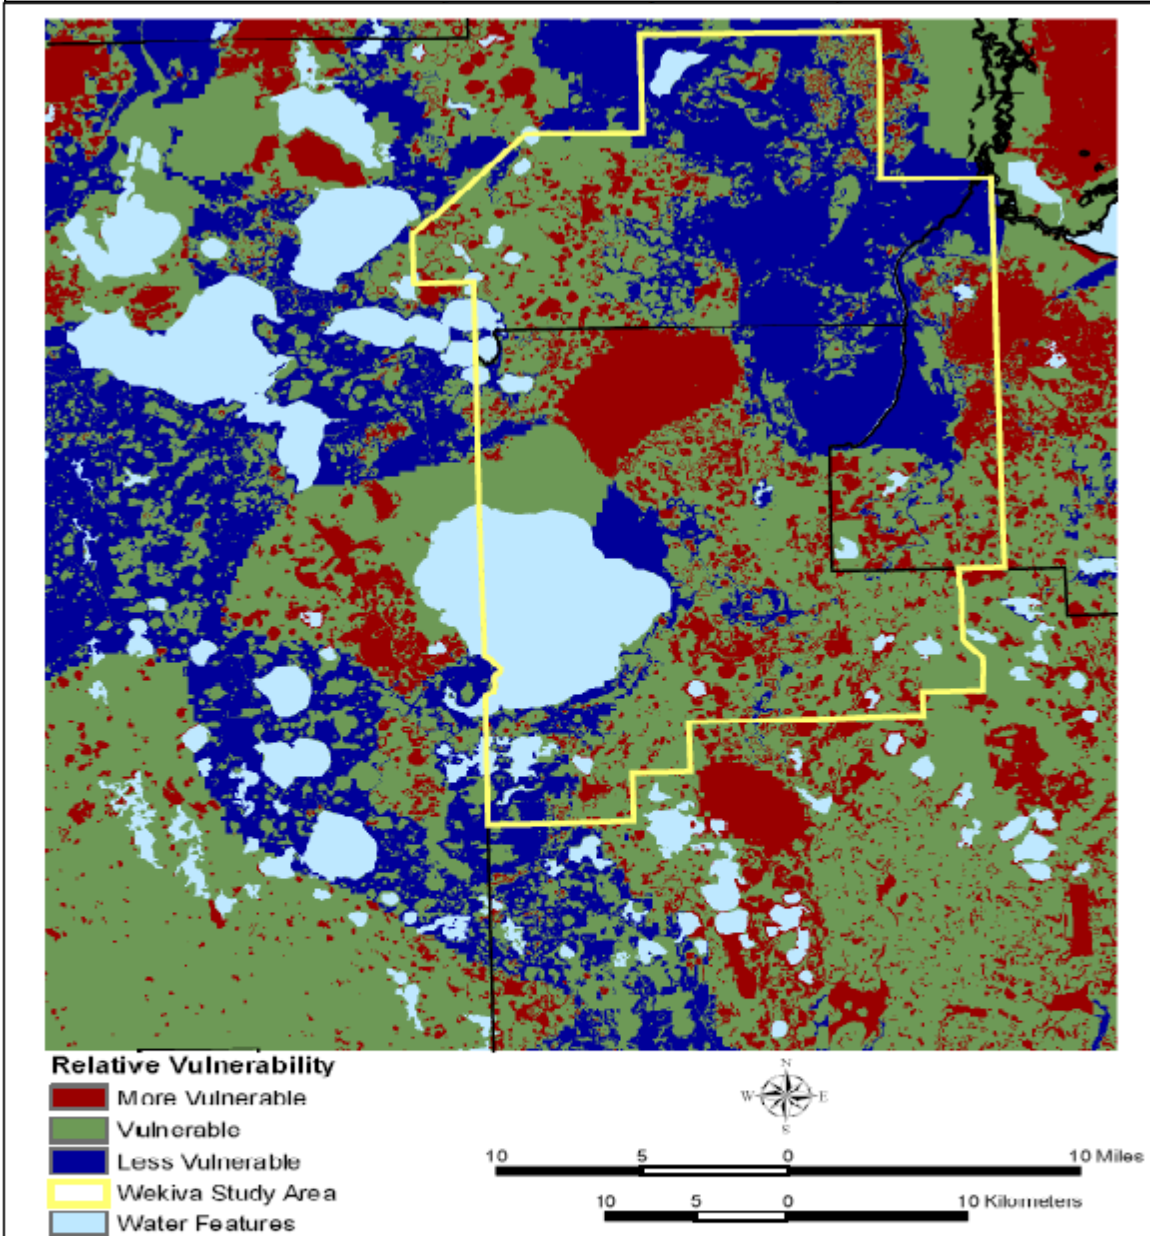 Relative Vulnerability
More Vulnerable
Vulnerable
Less Vulnerable
Wekiva Study Area
Water Features
N
W E
S
10 5 0 10 Miles
10 5 0 10 Kilometers